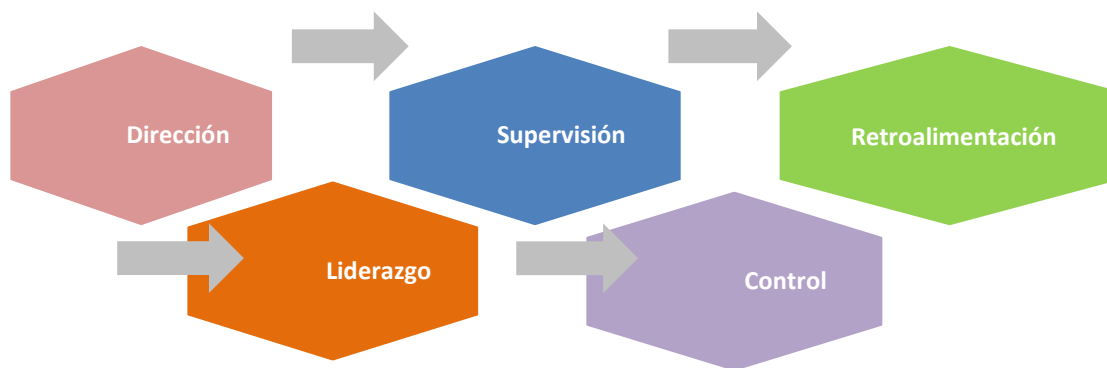 Dirección
Supervisión
Retroalimentación
Liderazgo
Control